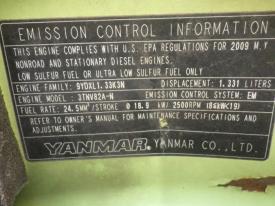 EMISSION CONTROL INFORMATION
THIS ENGINE COMPLIES WITH U.S. EPA REGULATIONS FOR 2009 M.Y
NONROAD AND STATIONARY DIESEL ENGINES.
LOW SULFUR FUEL OR ULTRA LOW SULFUR FUEL ONLY
ENGINE FAMILY: 9YDXL1.33K3N DISPLACEMENT: 1.331 LITERS
ENGINE MODEL: 3TNV82A-N EMISSION CONTROL SYSTEM: EM
FUEL RATE: 24.5mm³/STROKE @ 18.9 kW/ 2500RPM
REFER TO OWNER'S MANUAL FOR MAINTENANCE SPECIFICATIONS AND
ADJUSTMENTS.
YANMAR YANMAR CO., LTD.